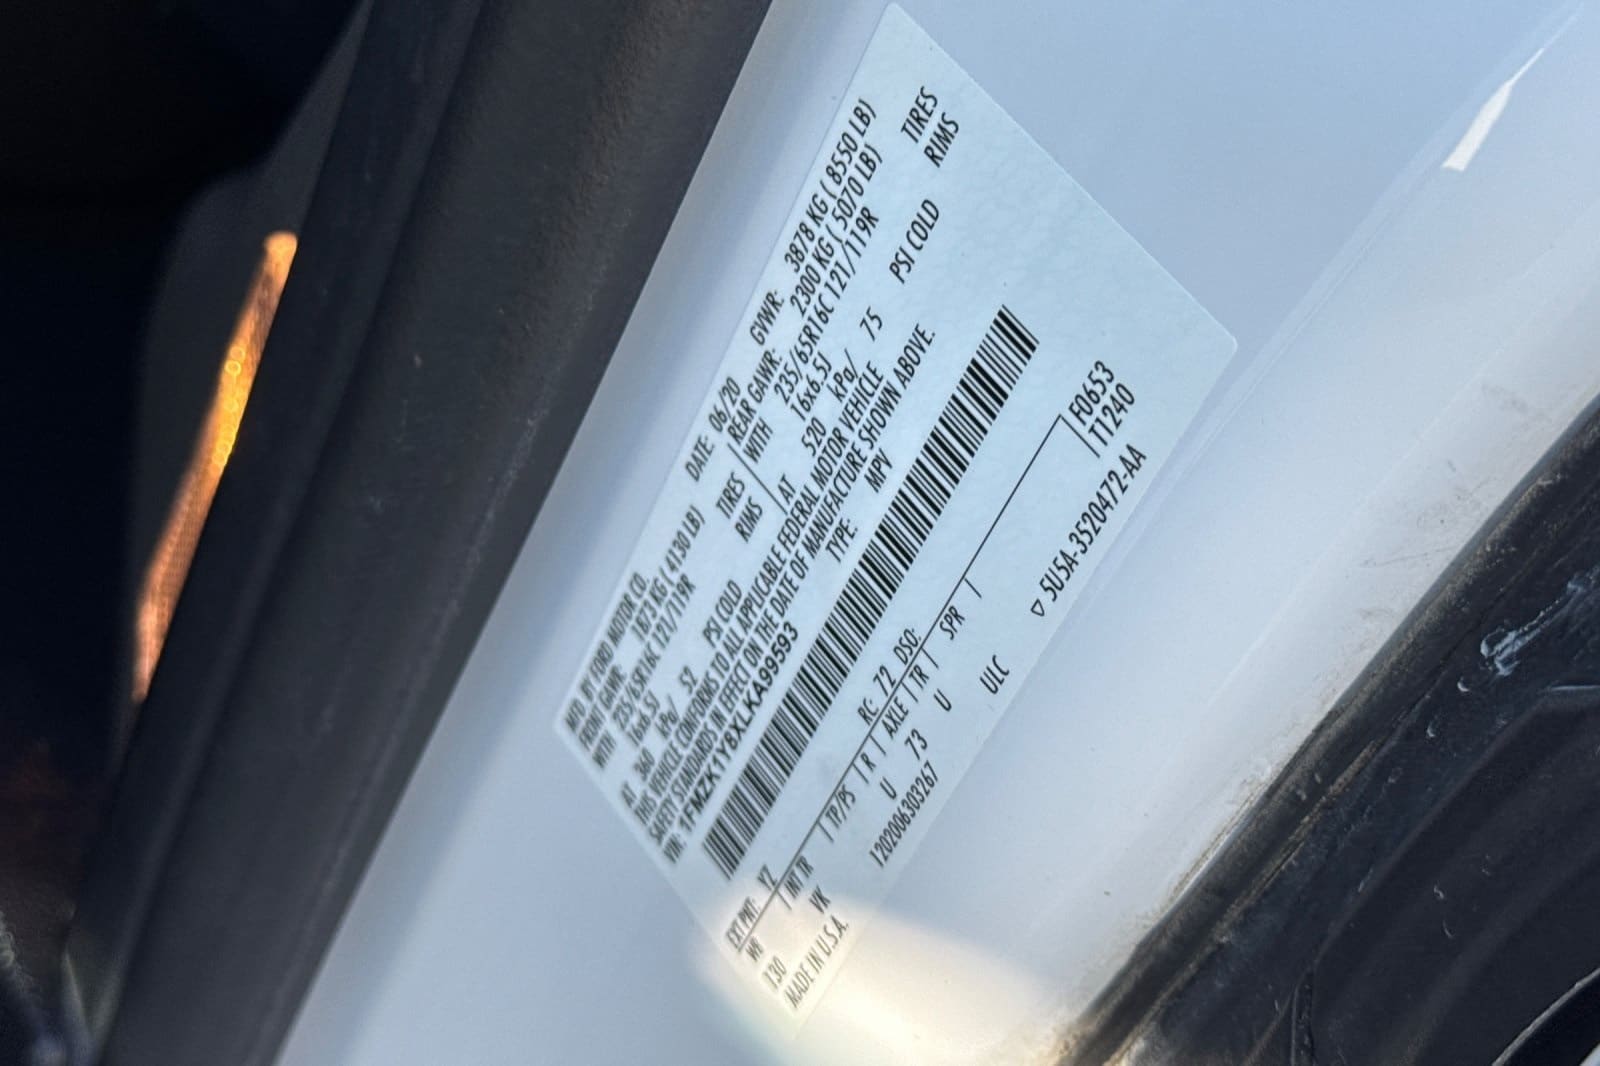 MFD. BY FORD MOTOR CO. DATE: 06/20 GVWR: 3878 KG ( 8550 LB)
FRONT GAWR: 1873 KG ( 4130 LB) REAR GAWR: 2300 KG ( 5070 LB)
WITH 235/65R16C 121/119R TIRES WITH 235/65R16C 121/119R TIRES
16x6.5J RIMS 16x6.5J RIMS
AT 360 kPa/ 52 PSI COLD AT 520 kPa/ 75 PSI COLD
THIS VEHICLE CONFORMS TO ALL APPLICABLE FEDERAL MOTOR VEHICLE
SAFETY STANDARDS IN EFFECT ON THE DATE OF MANUFACTURE SHOWN ABOVE.
VIN: 1FMZK1Y8XLKA99593 TYPE: MPV
EXT PNT: YZ RC: 72 DSO: F0653
WB INT TR TP/PS R AXLE TR SPR T1240
130 VK U 73 U
MADE IN U.S.A. 1202006303267 ULC ▽ 5U5A-3520472-AA